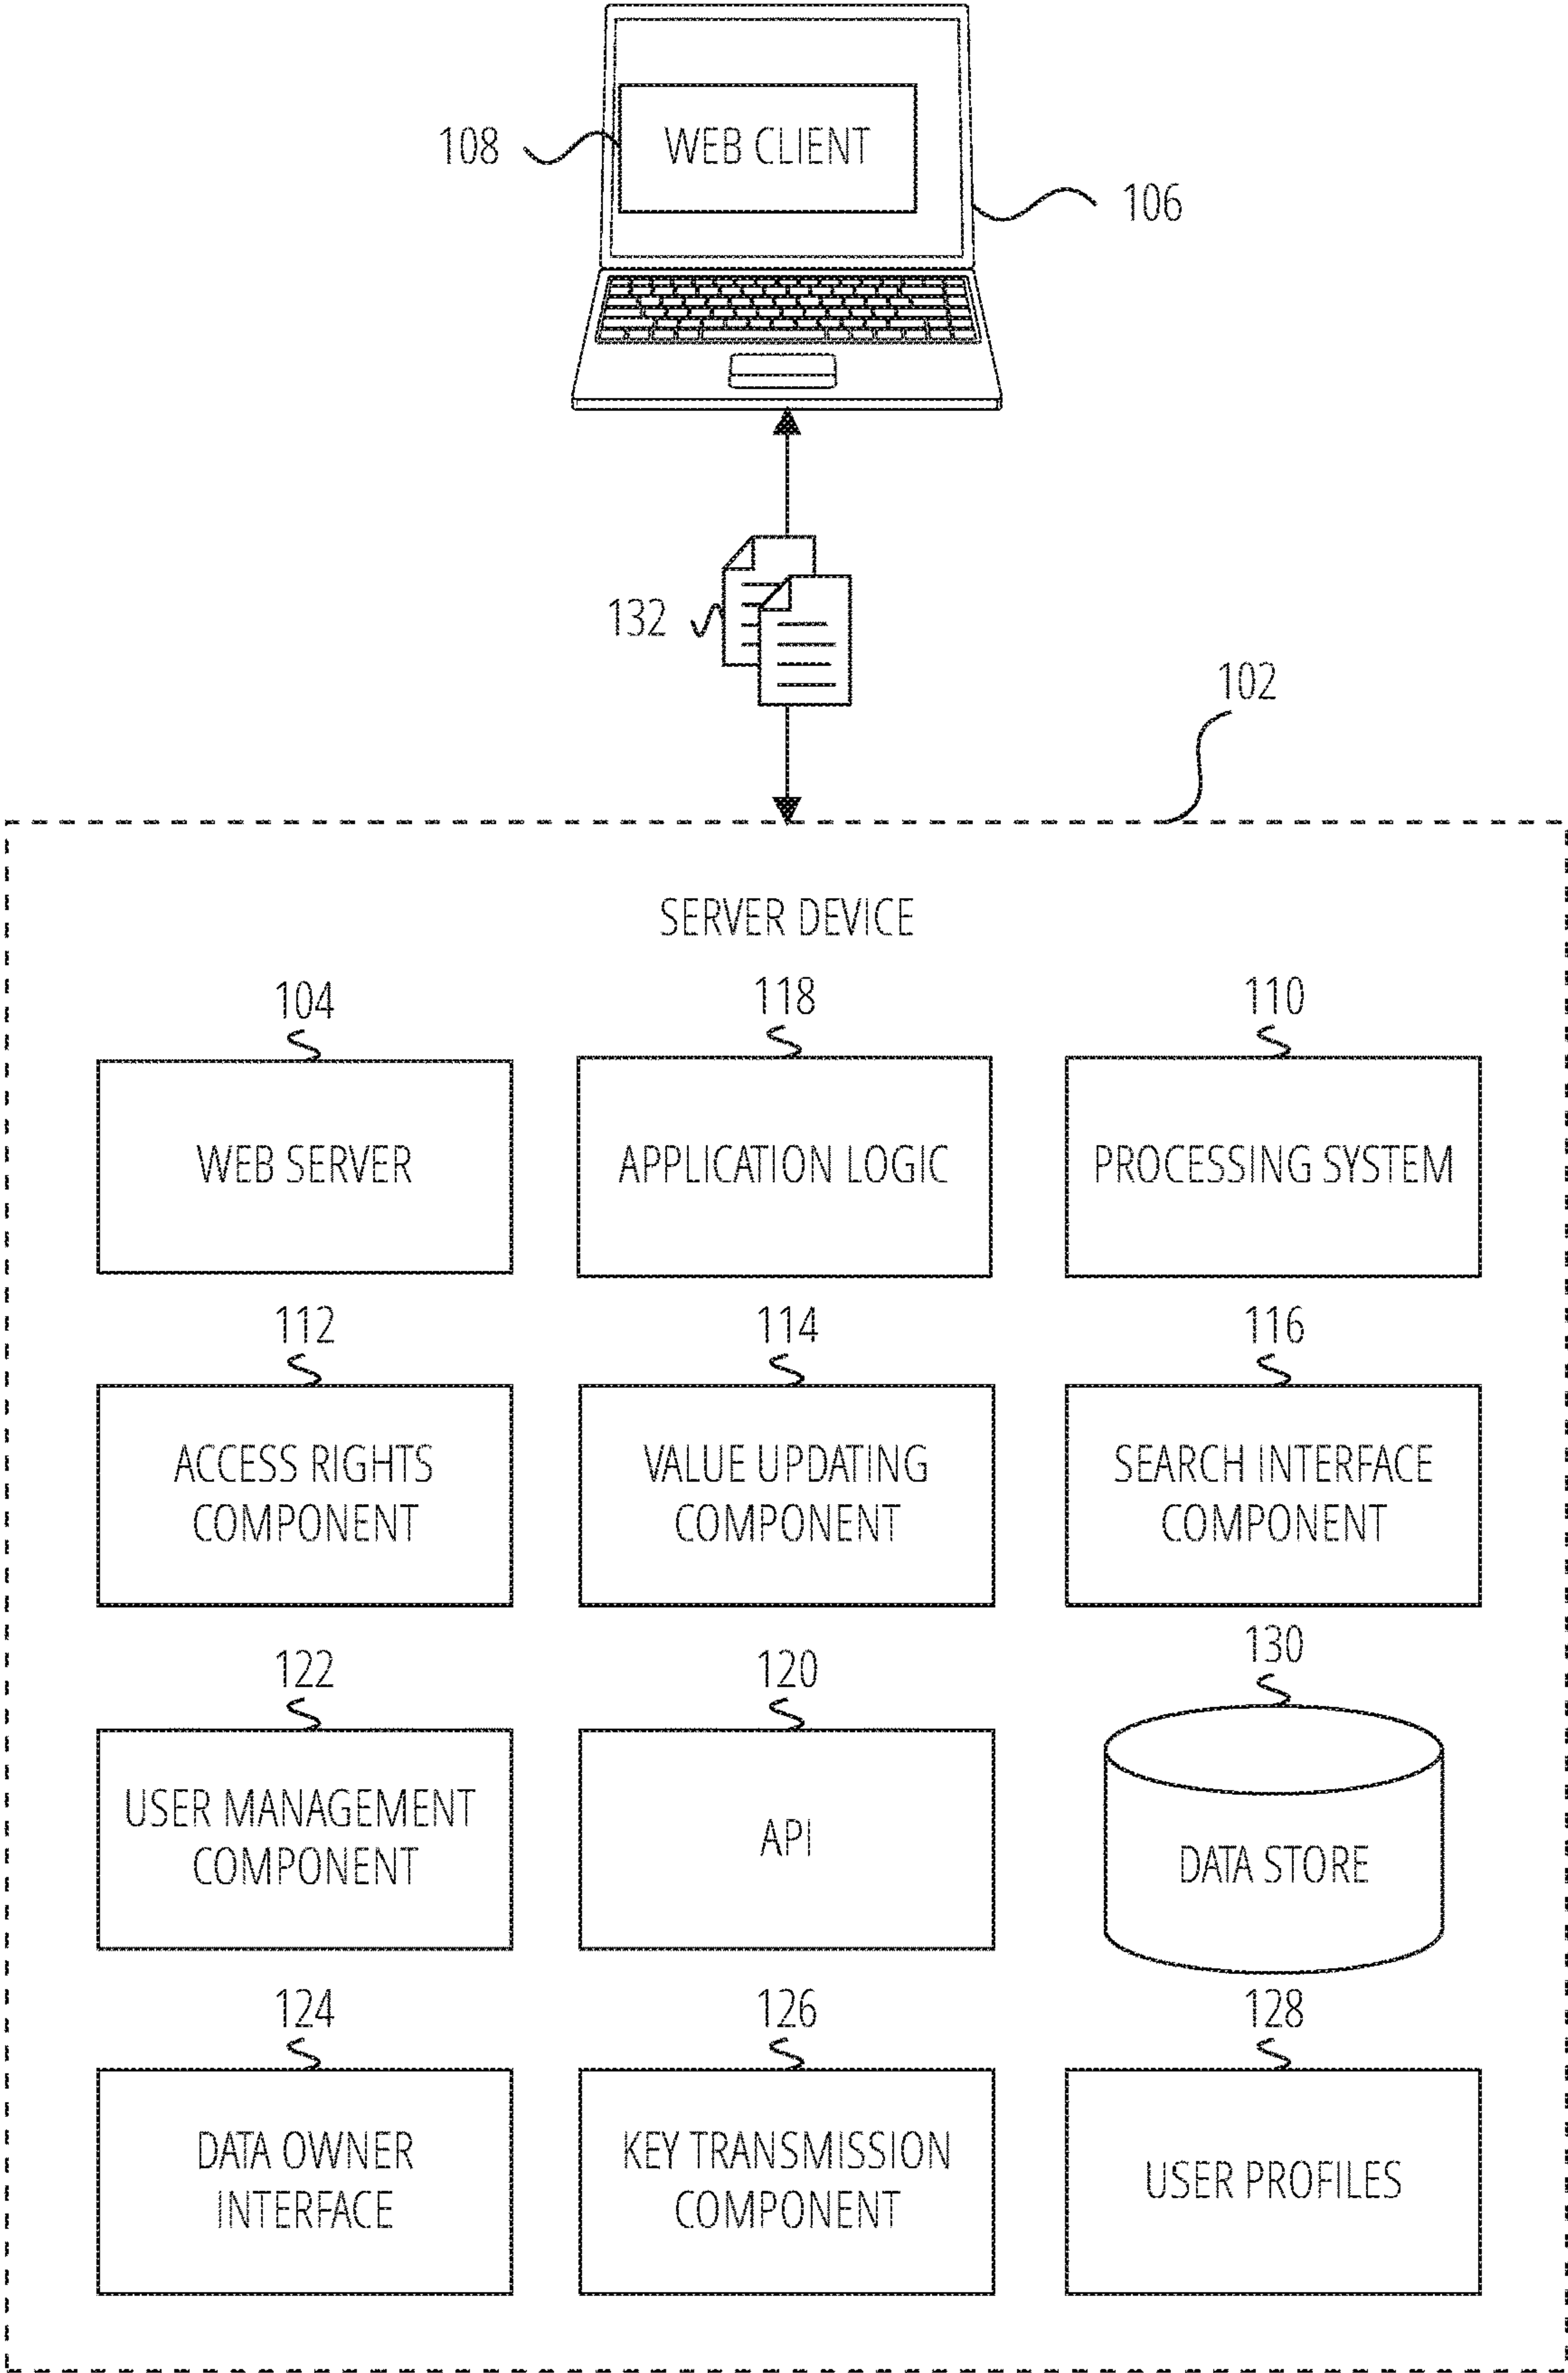 108
WEB CLIENT
106
132
102
SERVER DEVICE
104
118
110
WEB SERVER
APPLICATION LOGIC
PROCESSING SYSTEM
112
114
116
ACCESS RIGHTS
COMPONENT
VALUE UPDATING
COMPONENT
SEARCH INTERFACE
COMPONENT
122
120
130
USER MANAGEMENT
COMPONENT
API
DATA STORE
124
126
128
DATA OWNER
INTERFACE
KEY TRANSMISSION
COMPONENT
USER PROFILES